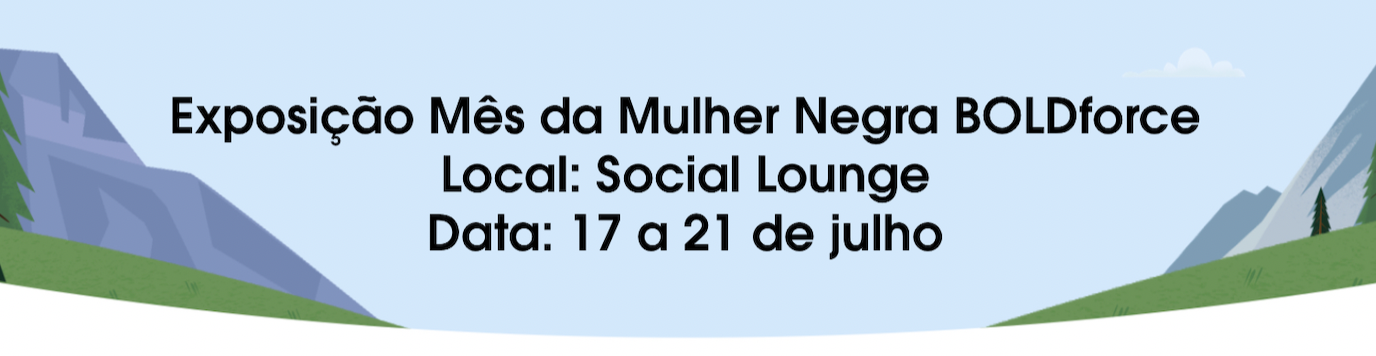 Exposição Mês da Mulher Negra BOLDforce
Local: Social Lounge
Data: 17 a 21 de julho